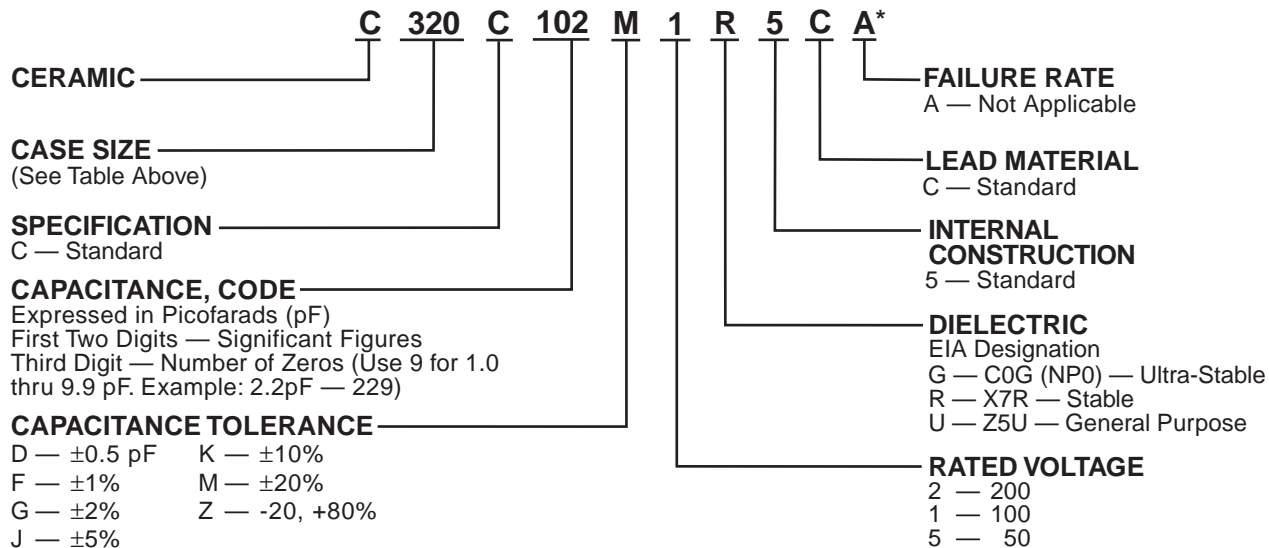 C 320 C 102 M 1 R 5 C A*
CERAMIC
CASE SIZE
(See Table Above)
SPECIFICATION
C — Standard
CAPACITANCE, CODE
Expressed in Picofarads (pF)
First Two Digits — Significant Figures
Third Digit — Number of Zeros (Use 9 for 1.0
thru 9.9 pF. Example: 2.2pF — 229)
CAPACITANCE TOLERANCE
D — ±0.5 pF K — ±10%
F — ±1% M — ±20%
G — ±2% Z — -20, +80%
J — ±5%
FAILURE RATE
A — Not Applicable
LEAD MATERIAL
C — Standard
INTERNAL
CONSTRUCTION
5 — Standard
DIELECTRIC
EIA Designation
G — C0G (NP0) — Ultra-Stable
R — X7R — Stable
U — Z5U — General Purpose
RATED VOLTAGE
2 — 200
1 — 100
5 — 50